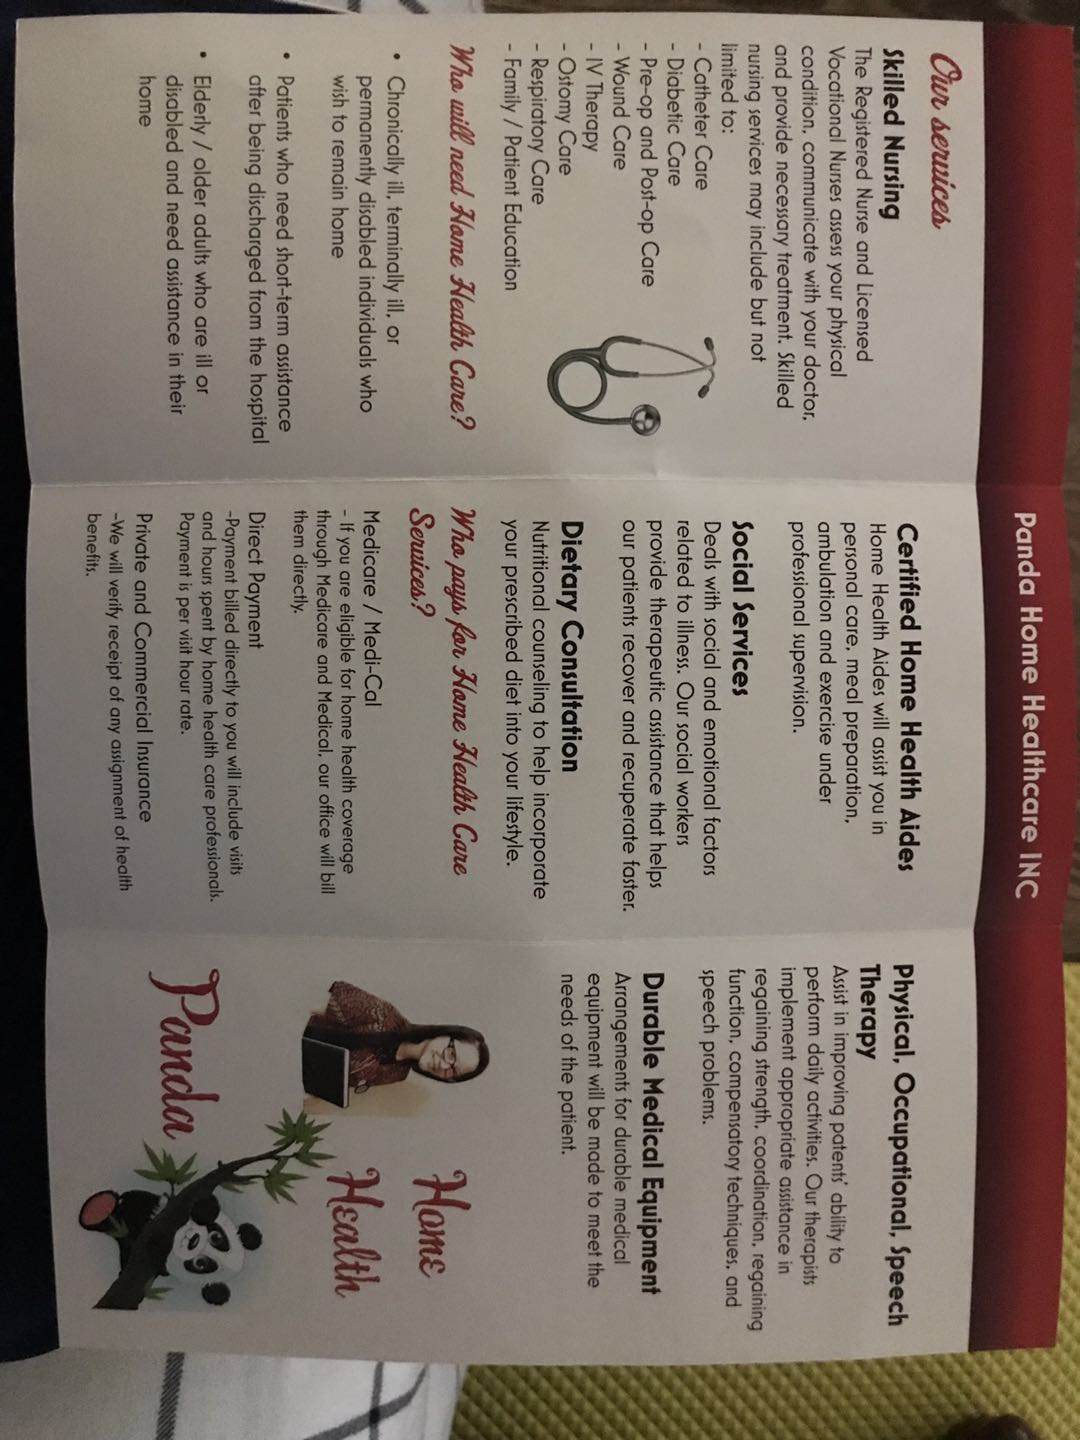 Panda Home Healthcare INC
Our services
Skilled Nursing
The Registered Nurse and Licensed
Vocational Nurses assess your physical
condition, communicate with your doctor,
and provide necessary treatment. Skilled
nursing services may include but not
limited to:
- Catheter Care
- Diabetic Care
- Pre-op and Post-op Care
- Wound Care
- IV Therapy
- Ostomy Care
- Respiratory Care
- Family / Patient Education
Who will need Home Health Care?
• Chronically ill, terminally ill, or
permanently disabled individuals who
wish to remain home
• Patients who need short-term assistance
after being discharged from the hospital
• Elderly / older adults who are ill or
disabled and need assistance in their
home
Certified Home Health Aides
Home Health Aides will assist you in
personal care, meal preparation,
ambulation and exercise under
professional supervision.
Social Services
Deals with social and emotional factors
related to illness. Our social workers
provide therapeutic assistance that helps
our patients recover and recuperate faster.
Dietary Consultation
Nutritional counseling to help incorporate
your prescribed diet into your lifestyle.
Who pays for Home Health Care
Services?
Medicare / Medi-Cal
- If you are eligible for home health coverage
through Medicare and Medical, our office will bill
them directly.
Direct Payment
-Payment billed directly to you will include visits
and hours spent by home health care professionals.
Payment is per visit hour rate.
Private and Commercial Insurance
-We will verify receipt of any assignment of health
benefits.
Physical, Occupational, Speech
Therapy
Assist in improving patents' ability to
perform daily activities. Our therapists
implement appropriate assistance in
regaining strength, coordination, regaining
function, compensatory techniques, and
speech problems.
Durable Medical Equipment
Arrangements for durable medical
equipment will be made to meet the
needs of the patient.
Home
Health
Panda